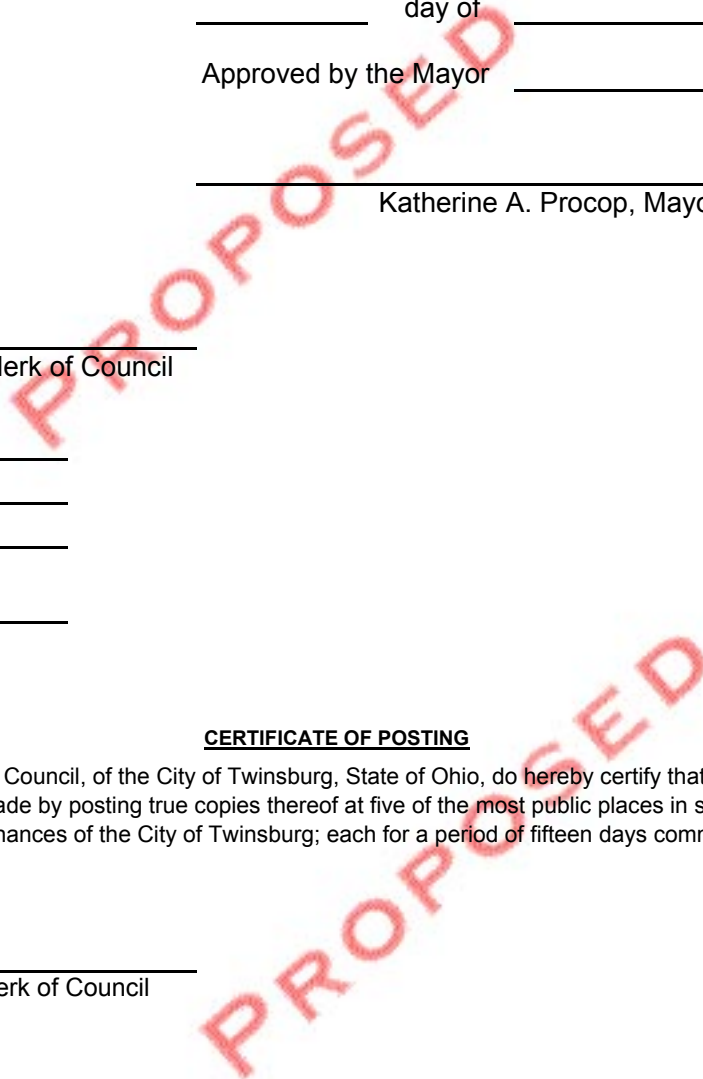 day of
Approved by the Mayor
Katherine A. Procop, Mayo
lerk of Council
CERTIFICATE OF POSTING
Council, of the City of Twinsburg, State of Ohio, do hereby certify that
ade by posting true copies thereof at five of the most public places in s
nances of the City of Twinsburg; each for a period of fifteen days comm
erk of Council
PROPOSED
PROPOSED